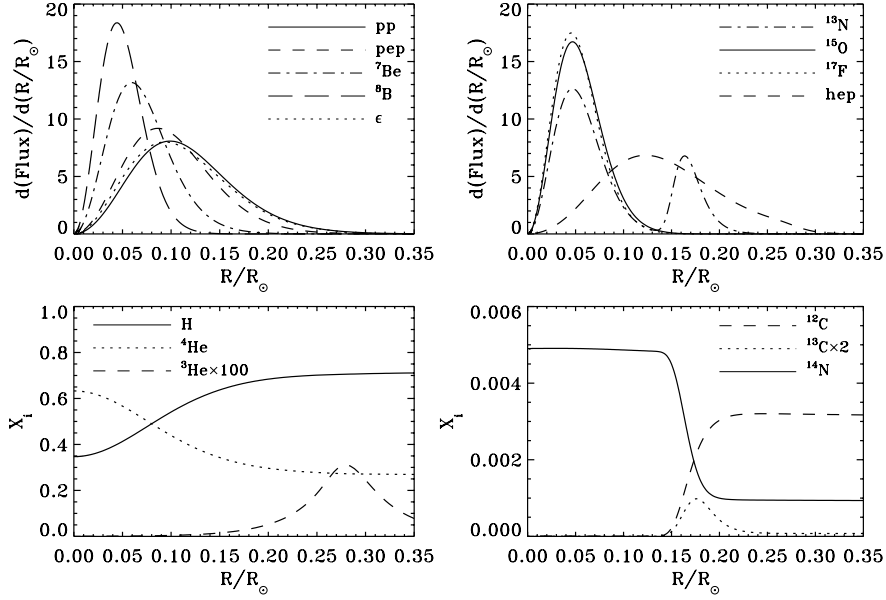 d(Flux)/d(R/R☉)
20
15
10
5
0
pp
pep
⁷Be
⁸B
ϵ
0.00 0.05 0.10 0.15 0.20 0.25 0.30 0.35
R/R☉
d(Flux)/d(R/R☉)
20
15
10
5
0
¹³N
¹⁵O
¹⁷F
hep
0.00 0.05 0.10 0.15 0.20 0.25 0.30 0.35
R/R☉
Xᵢ
1.0
0.8
0.6
0.4
0.2
0.0
H
⁴He
³He×100
0.00 0.05 0.10 0.15 0.20 0.25 0.30 0.35
R/R☉
Xᵢ
0.006
0.004
0.002
0.000
¹²C
¹³C×2
¹⁴N
0.00 0.05 0.10 0.15 0.20 0.25 0.30 0.35
R/R☉